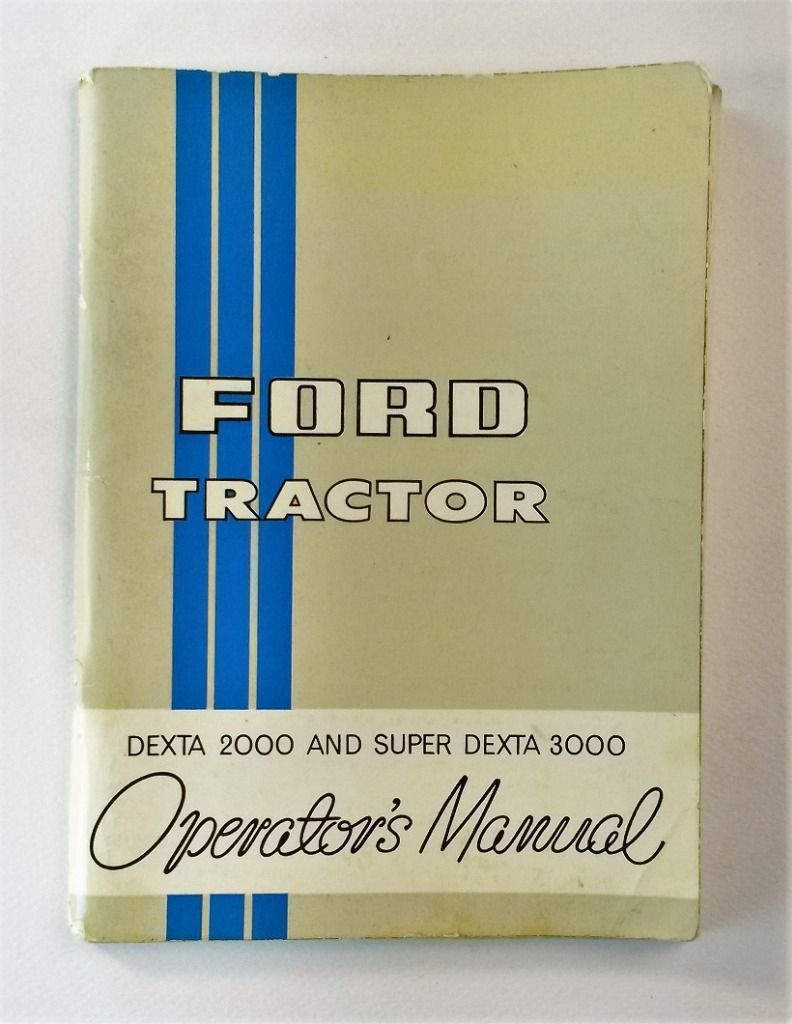 FORD
TRACTOR
DEXTA 2000 AND SUPER DEXTA 3000
Operator's Manual